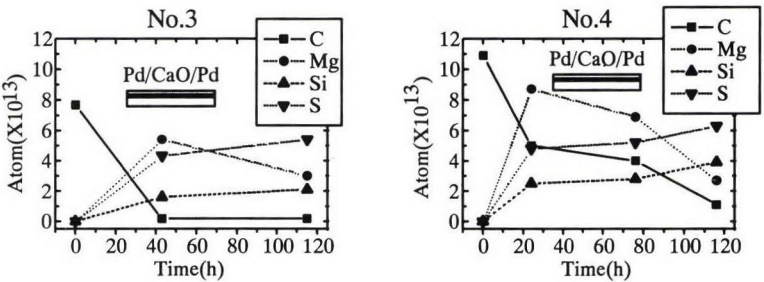 No.3
12
10
8
6
4
2
0
Atom(X10^13)
Pd/CaO/Pd
C
Mg
Si
S
0 20 40 60 80 100 120
Time(h)
No.4
12
10
8
6
4
2
0
Atom(X10^13)
Pd/CaO/Pd
C
Mg
Si
S
0 20 40 60 80 100 120
Time(h)